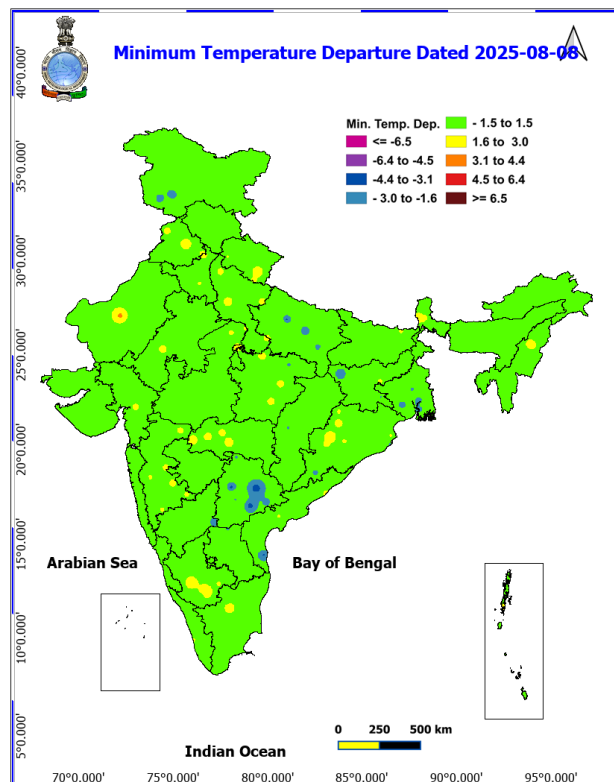 Minimum Temperature Departure Dated 2025-08-08
Min. Temp. Dep.
<= -6.5
-6.4 to -4.5
-4.4 to -3.1
- 3.0 to -1.6
- 1.5 to 1.5
1.6 to 3.0
3.1 to 4.4
4.5 to 6.4
>= 6.5
40°0.000'
35°0.000'
30°0.000'
25°0.000'
20°0.000'
15°0.000'
10°0.000'
5°0.000'
Arabian Sea
Bay of Bengal
Indian Ocean
0 250 500 km
70°0.000' 75°0.000' 80°0.000' 85°0.000' 90°0.000' 95°0.000'